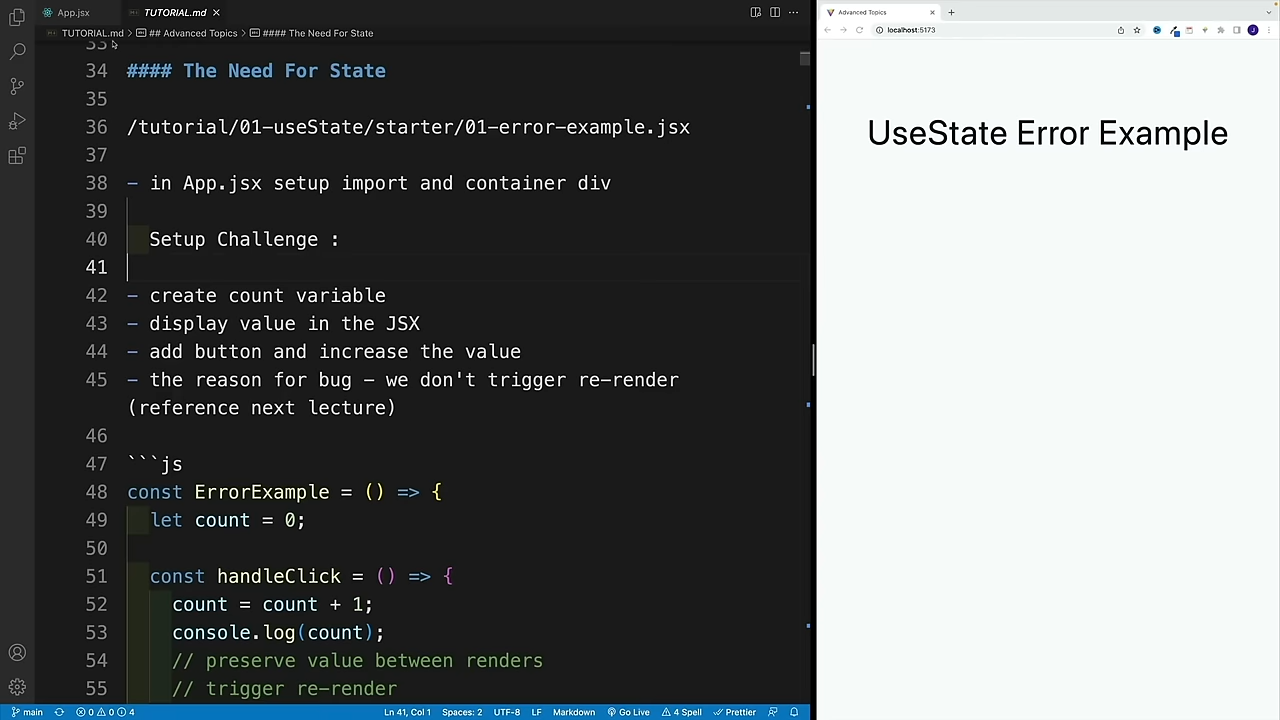 App.jsx
TUTORIAL.md
Advanced Topics
TUTORIAL.md > ## > #### The Need For State
localhost:5173
J
33
34 #### The Need For State
35
36 /tutorial/01-useState/starter/01-error-example.jsx
37
38 - in App.jsx setup import and container div
39
40 Setup Challenge :
41
42 - create count variable
43 - display value in the JSX
44 - add button and increase the value
45 - the reason for bug - we don't trigger re-render
(reference next lecture)
46
47 ```js
48 const ErrorExample = () => {
49 let count = 0;
50
51 const handleClick = () => {
52 count = count + 1;
53 console.log(count);
54 // preserve value between renders
55 // trigger re-render
UseState Error Example
main 0 0 4 Ln 41, Col 1 Spaces: 2 UTF-8 LF Markdown Go Live 4 Spell Prettier